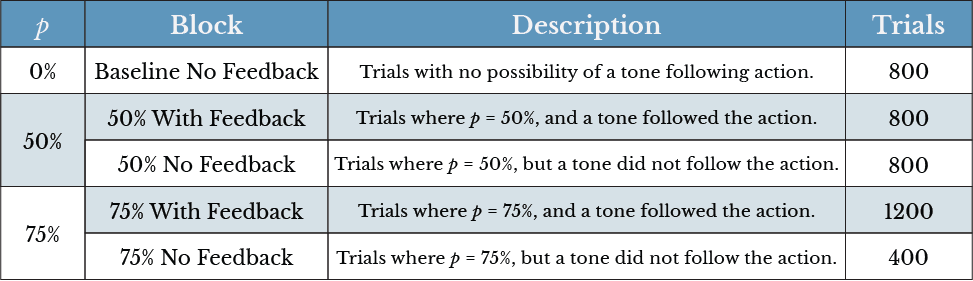 p Block Description Trials
0% Baseline No Feedback Trials with no possibility of a tone following action. 800
50% 50% With Feedback Trials where p = 50%, and a tone followed the action. 800
50% No Feedback Trials where p = 50%, but a tone did not follow the action. 800
75% 75% With Feedback Trials where p = 75%, and a tone followed the action. 1200
75% No Feedback Trials where p = 75%, but a tone did not follow the action. 400